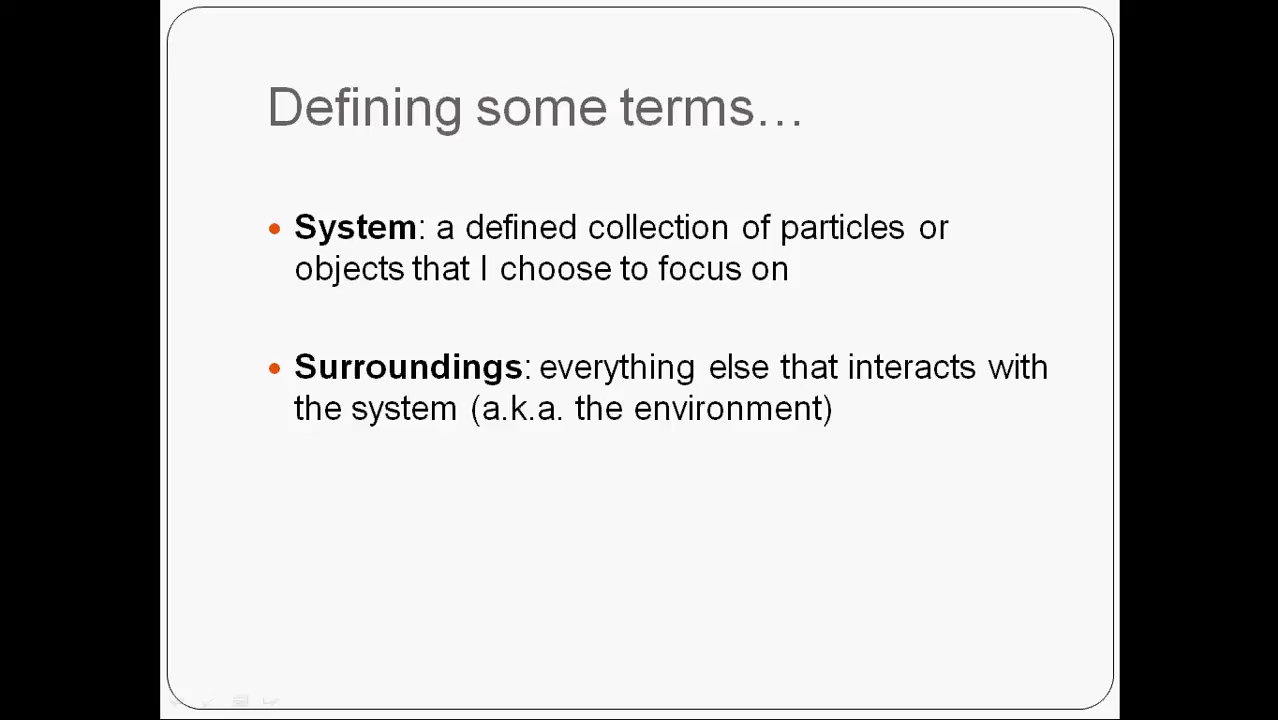 Defining some terms…
• System: a defined collection of particles or
objects that I choose to focus on
• Surroundings: everything else that interacts with
the system (a.k.a. the environment)